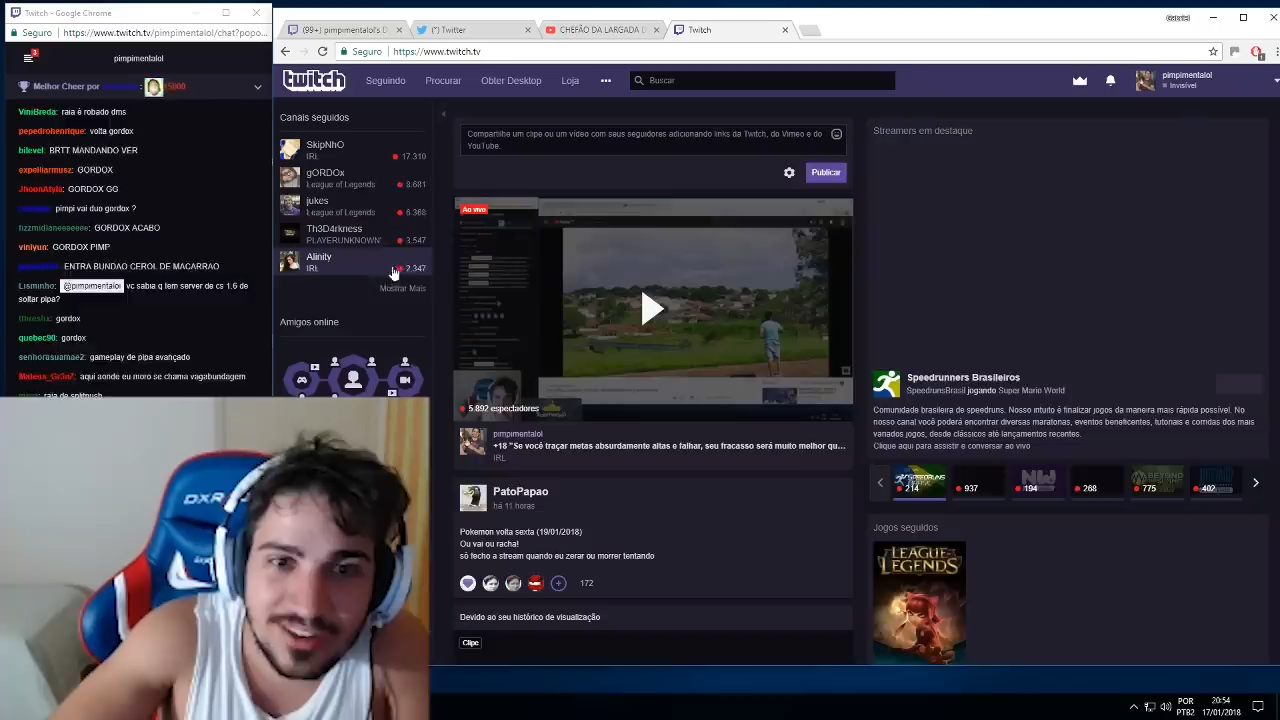 Twitch - Google Chrome
Seguro https://www.twitch.tv/pimpimentalol/chat?popo...
3
pimpimentalol
Melhor Cheer por
15000
ViniBreda: raia é robado dms
pepedrohenrique: volta gordox
bitevel: BRTT MANDANDO VER
expelliarmusz: GORDOX
JhoonAtyla: GORDOX GG
pimpi vai duo gordox ?
fizzmidianeeeeeee: GORDOX ACABO
viniyun: GORDOX PIMP
ENTRA BUNDAO CEROL DE MACARRAO
Lisminho: @pimpimentalol vc sabia q tem server de cs 1.6 de
soltar pipa?
gordox
quebec90: gordox
senhorasuamae2: gameplay de pipa avançado
Mateus_Gr3nZ: aqui aonde eu moro se chama vagabundagem
raia de splitpush
(99+) pimpimentalol's D
(*) Twitter
CHEFÃO DA LARGADA D
Twitch
Gabriel
Seguro https://www.twitch.tv
twitch
Seguindo
Procurar
Obter Desktop
Loja
Buscar
pimpimentalol
Invisível
Canais seguidos
SkipNhO
IRL 17.310
gORDOx
League of Legends 8.681
jukes
League of Legends 6.368
Th3D4rkness
PLAYERUNKNOWN' 3.547
Alinity
IRL 2.347
Mostrar Mais
Amigos online
Compartilhe um clipe ou um vídeo com seus seguidores adicionando links da Twitch, do Vimeo e do
YouTube.
Publicar
Ao vivo
5.892 espectadores
pimpimentalol
+18 "Se você traçar metas absurdamente altas e falhar, seu fracasso será muito melhor qu...
IRL
PatoPapao
há 11 horas
Pokemon volta sexta (19/01/2018)
Ou vai ou racha!
só fecho a stream quando eu zerar ou morrer tentando
172
Devido ao seu histórico de visualização
Clipe
Streamers em destaque
Speedrunners Brasileiros
SpeedrunsBrasil jogando Super Mario World
Comunidade brasileira de speedruns. Nosso intuito é finalizar jogos da maneira mais rápida possível. No
nosso canal você poderá encontrar diversas maratonas, eventos beneficentes, tutoriais e corridas dos mais
variados jogos, desde clássicos até lançamentos recentes.
Clique aqui para assistir e conversar ao vivo
214
937
194
268
775
402
Jogos seguidos
LEAGUE
LEGENDS
DXR
POR
PTB2
20:54
17/01/2018